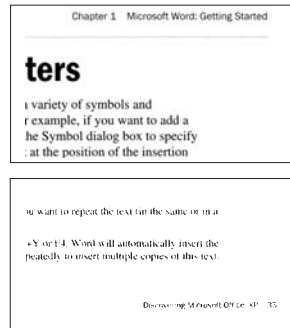 Chapter 1 Microsoft Word: Getting Started
ters
variety of symbols and
r example, if you want to add a
he Symbol dialog box to specify
at the position of the insertion
want to repeat the text (in the same or in a
+Y or F4. Word will automatically insert the
peatedly to insert multiple copies of this text.
Discovering Microsoft Office XP 35